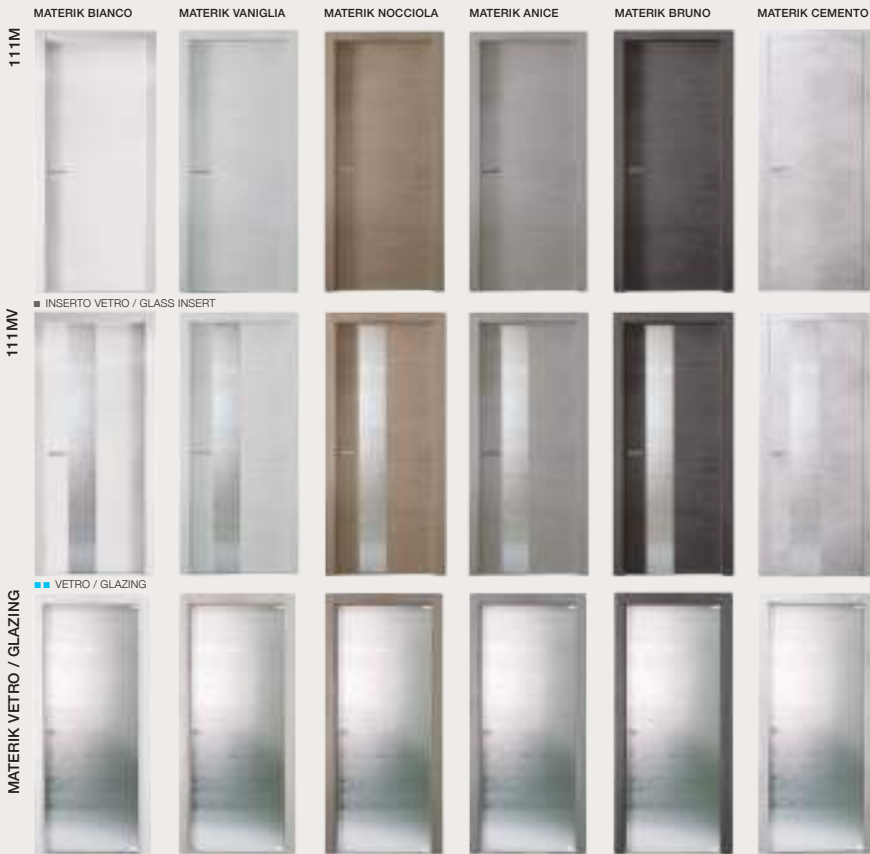 MATERIK BIANCO MATERIK VANIGLIA MATERIK NOCCIOLA MATERIK ANICE MATERIK BRUNO MATERIK CEMENTO
111M
INSERTO VETRO / GLASS INSERT
111MV
VETRO / GLAZING
MATERIK VETRO / GLAZING